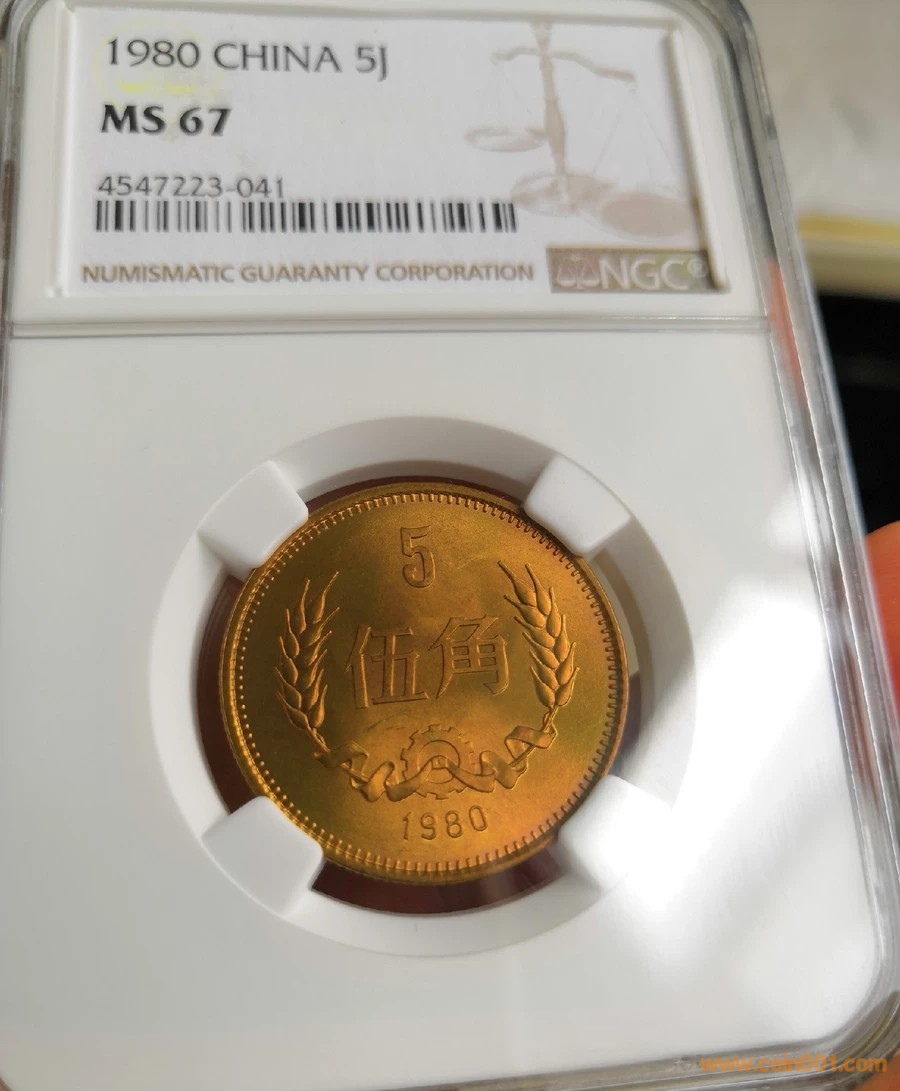 1980 CHINA 5J
MS 67
4547223-041
NUMISMATIC GUARANTY CORPORATION
NGC®
5
伍角
1980
www.coin001.com